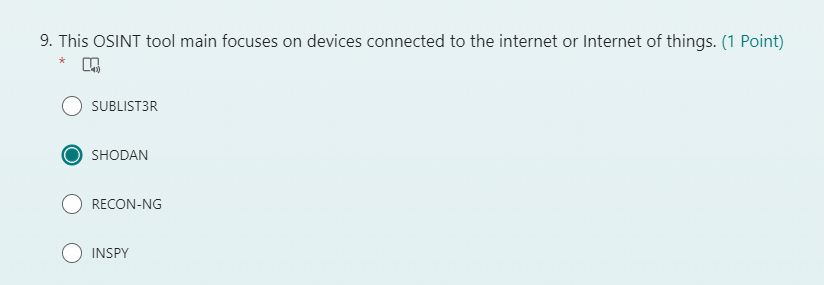 9. This OSINT tool main focuses on devices connected to the internet or Internet of things. (1 Point)
*
SUBLIST3R
SHODAN
RECON-NG
INSPY